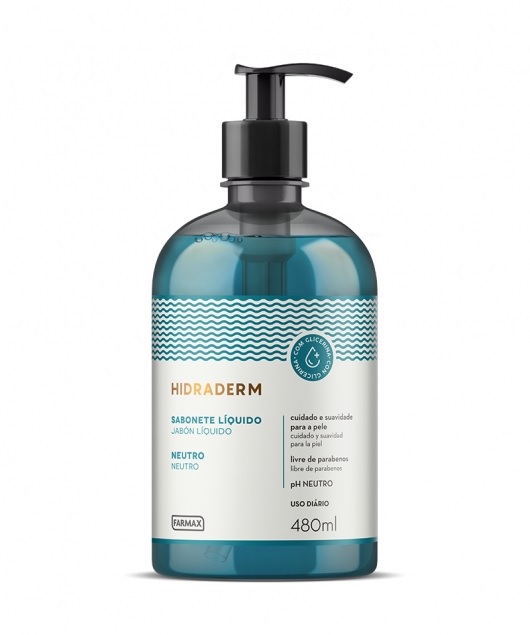 COM GLICERINA • CON GLICERINA •
HIDRADERM
SABONETE LÍQUIDO
JABÓN LÍQUIDO
NEUTRO
NEUTRO
FARMAX
cuidado e suavidade
para a pele
cuidado y suavidad
para la piel
livre de parabenos
libre de parabenos
pH NEUTRO
USO DIÁRIO
480ml